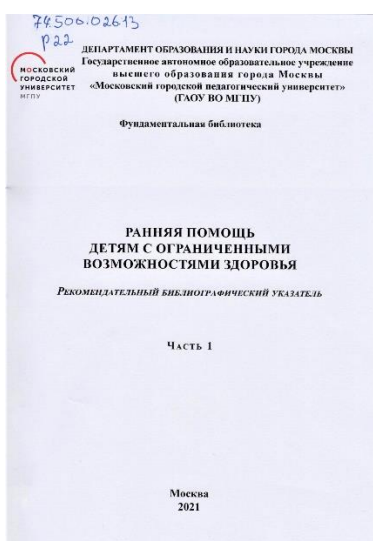 74.500.026.13
р22
ДЕПАРТАМЕНТ ОБРАЗОВАНИЯ И НАУКИ ГОРОДА МОСКВЫ
Государственное автономное образовательное учреждение
высшего образования города Москвы
«Московский городской педагогический университет»
(ГАОУ ВО МГПУ)
МОСКОВСКИЙ
ГОРОДСКОЙ
УНИВЕРСИТЕТ
МГПУ
Фундаментальная библиотека
РАННЯЯ ПОМОЩЬ
ДЕТЯМ С ОГРАНИЧЕННЫМИ
ВОЗМОЖНОСТЯМИ ЗДОРОВЬЯ
РЕКОМЕНДАТЕЛЬНЫЙ БИБЛИОГРАФИЧЕСКИЙ УКАЗАТЕЛЬ
ЧАСТЬ 1
Москва
2021